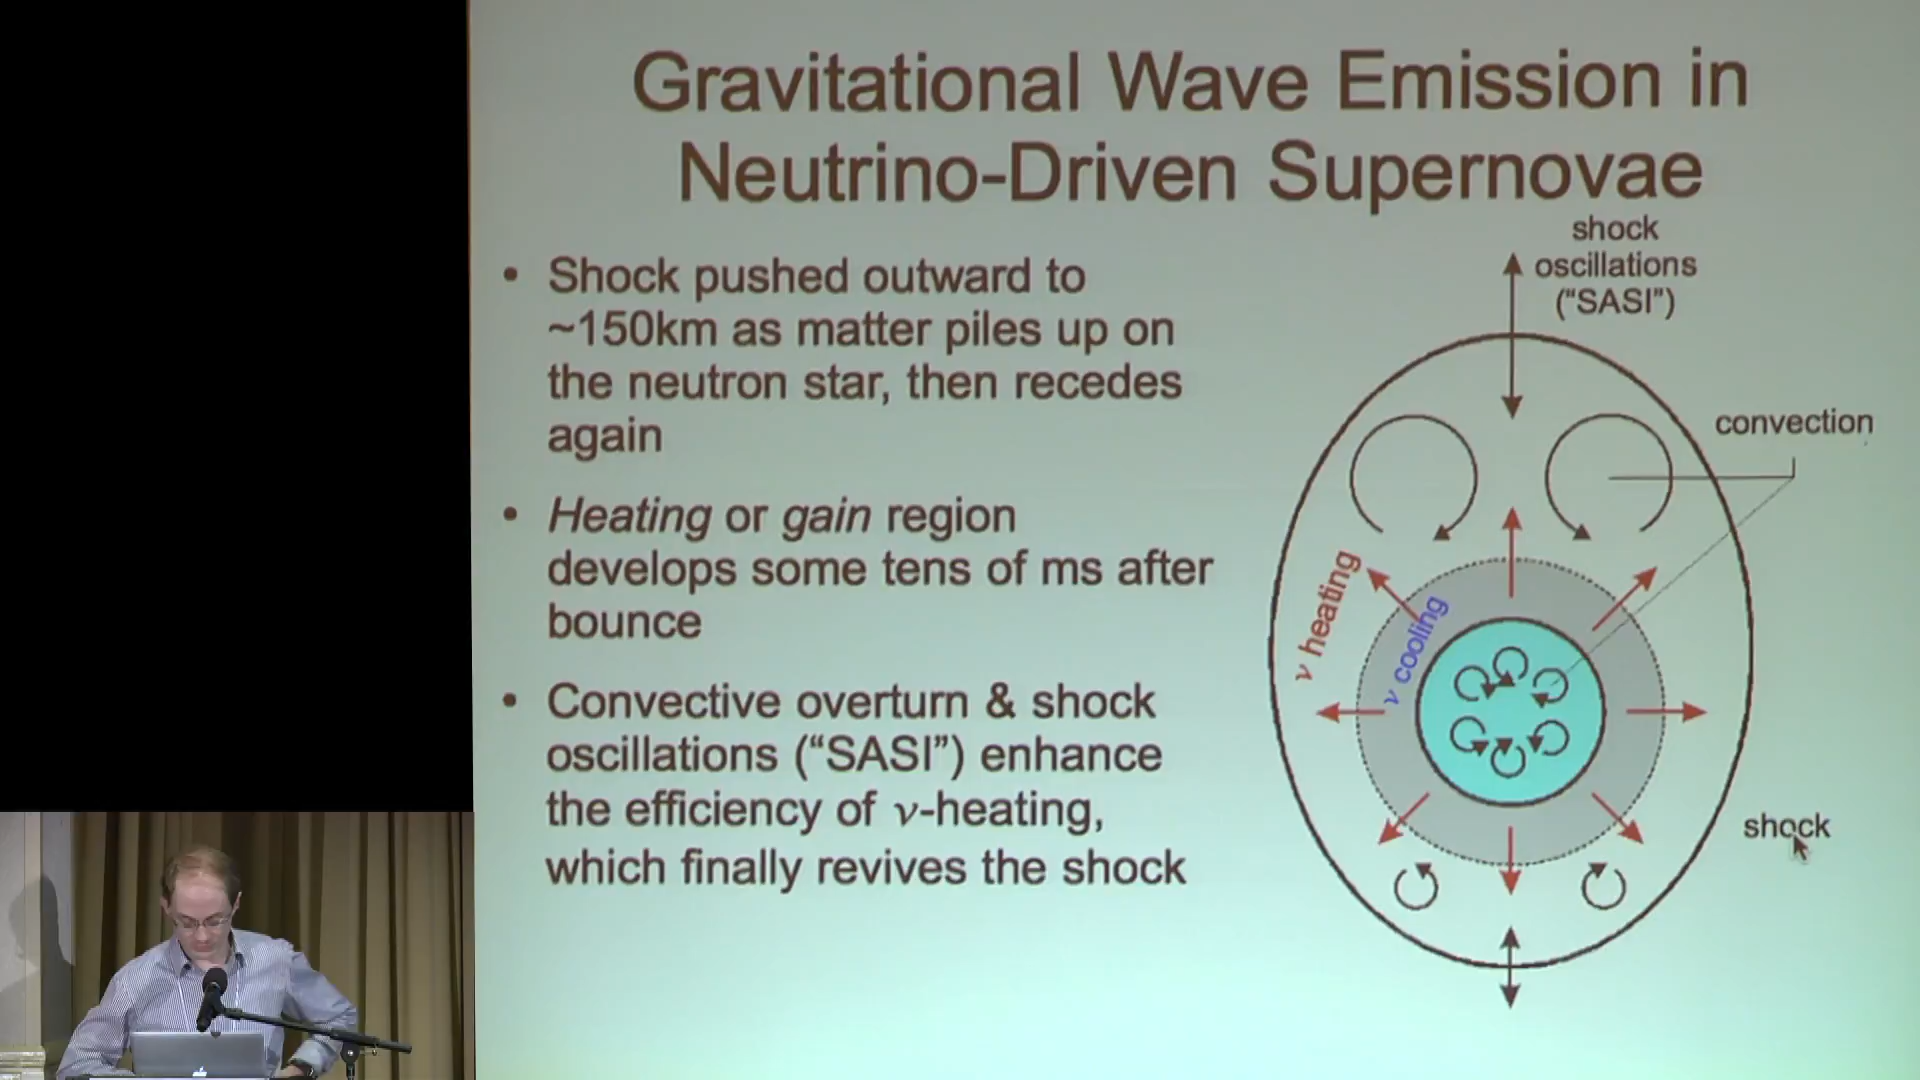 Gravitational Wave Emission in
Neutrino-Driven Supernovae
• Shock pushed outward to
~150km as matter piles up on
the neutron star, then recedes
again
• Heating or gain region
develops some tens of ms after
bounce
• Convective overturn & shock
oscillations (“SASI”) enhance
the efficiency of ν-heating,
which finally revives the shock
shock
oscillations
(“SASI”)
convection
ν heating
ν cooling
shock